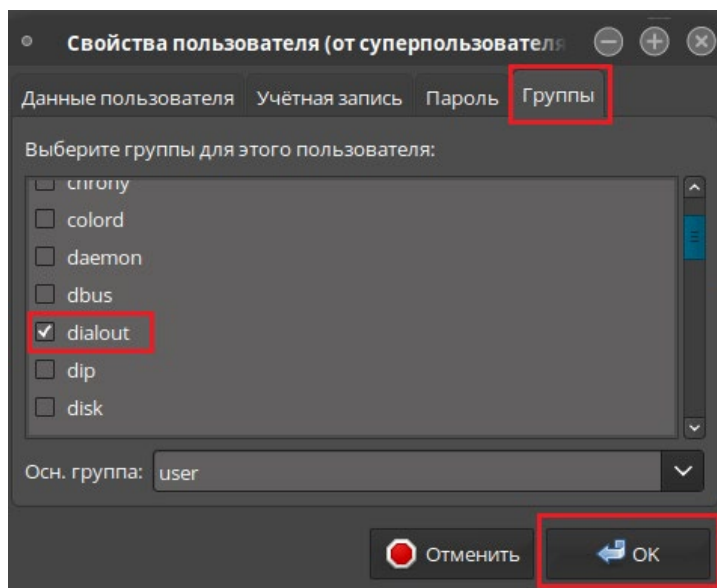 Свойства пользователя (от суперпользователя
Данные пользователя Учётная запись Пароль Группы
Выберите группы для этого пользователя:
chrony
colord
daemon
dbus
dialout
dip
disk
Осн. группа: user
Отменить OK